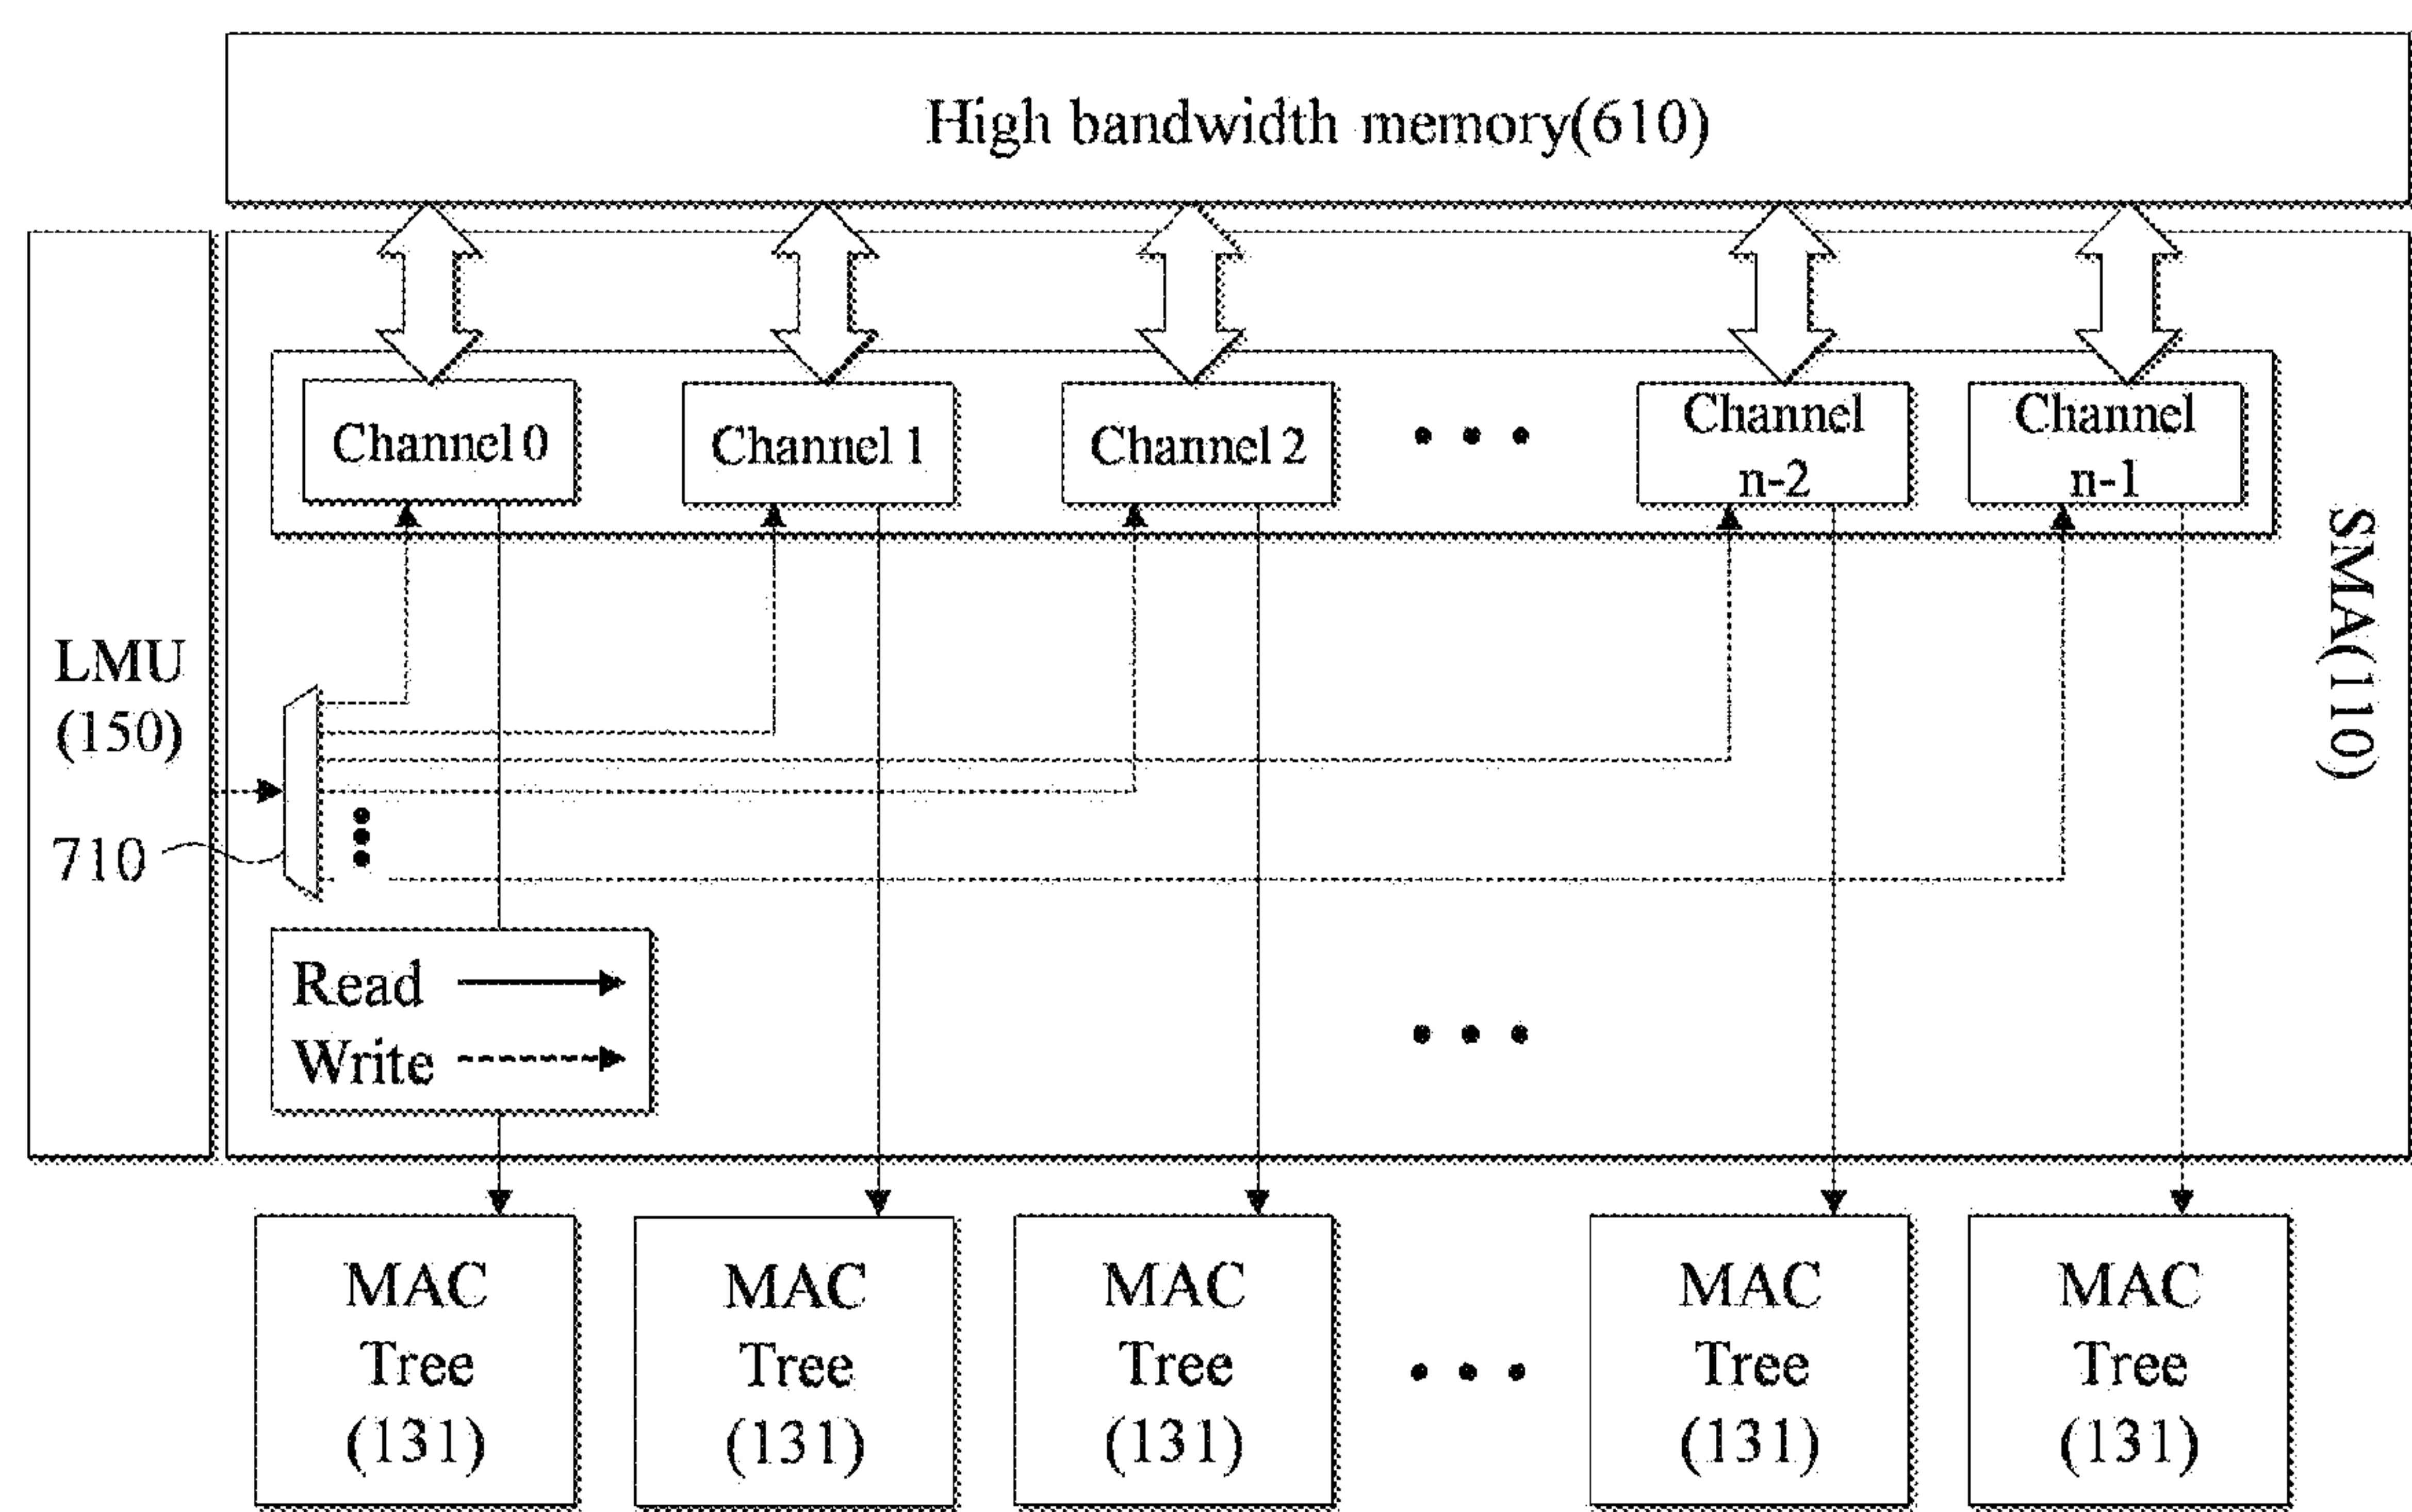 High bandwidth memory(610)
Channel 0
Channel 1
Channel 2
Channel
n-2
Channel
n-1
SMA(110)
LMU
(150)
710
Read
Write
MAC
Tree
(131)
MAC
Tree
(131)
MAC
Tree
(131)
MAC
Tree
(131)
MAC
Tree
(131)